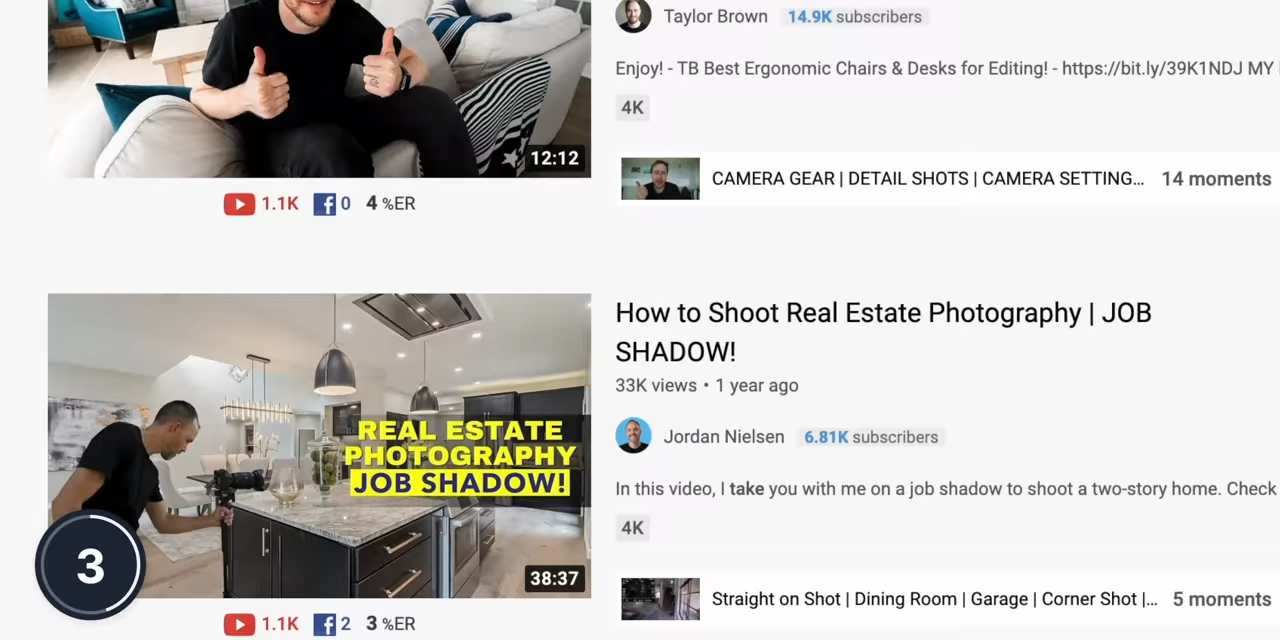 Taylor Brown 14.9K subscribers
Enjoy! - TB Best Ergonomic Chairs & Desks for Editing! - https://bit.ly/39K1NDJ MY
4K
12:12
CAMERA GEAR | DETAIL SHOTS | CAMERA SETTING... 14 moments
1.1K 0 4 %ER
How to Shoot Real Estate Photography | JOB
SHADOW!
33K views • 1 year ago
REAL ESTATE
PHOTOGRAPHY
JOB SHADOW!
Jordan Nielsen 6.81K subscribers
In this video, I take you with me on a job shadow to shoot a two-story home. Check
4K
3
38:37
Straight on Shot | Dining Room | Garage | Corner Shot |... 5 moments
1.1K 2 3 %ER